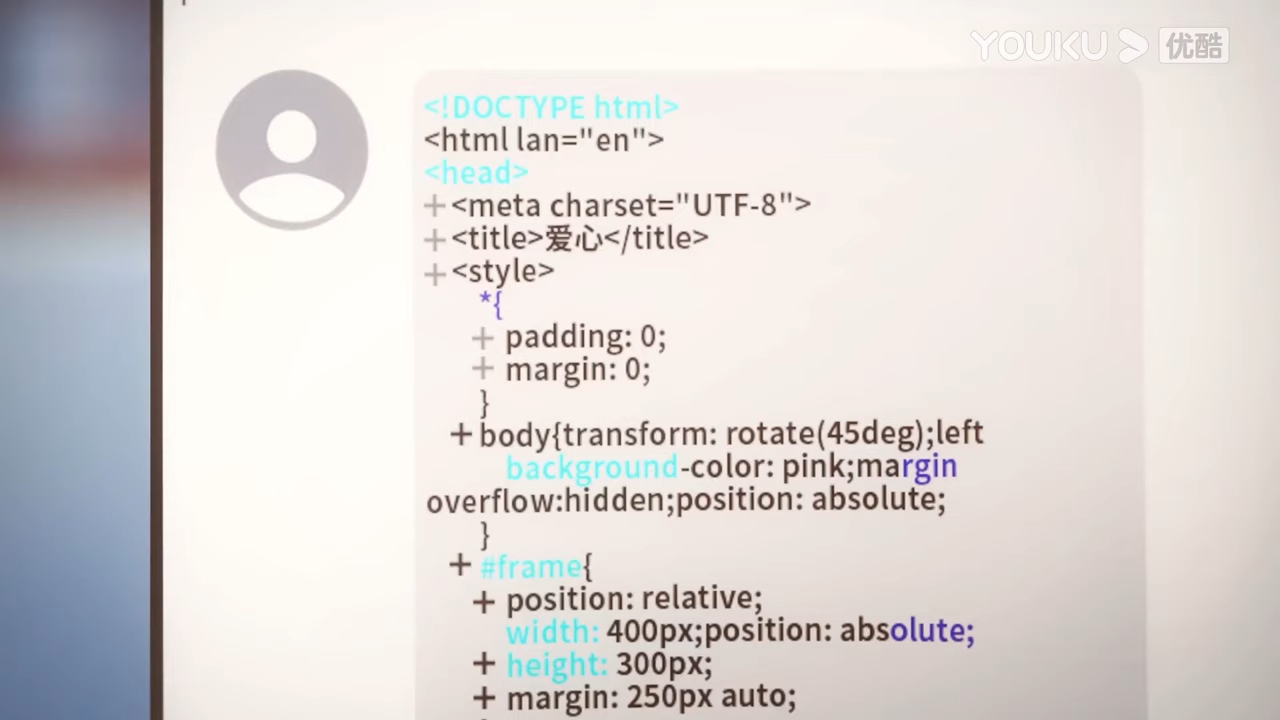 YOUKU 优酷
<!DOCTYPE html>
<html lan="en">
<head>
+ <meta charset="UTF-8">
+ <title>爱心</title>
+ <style>
*{
+ padding: 0;
+ margin: 0;
}
+ body{transform: rotate(45deg);left
background-color: pink;margin
overflow:hidden;position: absolute;
}
+ #frame{
+ position: relative;
width: 400px;position: absolute;
+ height: 300px;
+ margin: 250px auto;